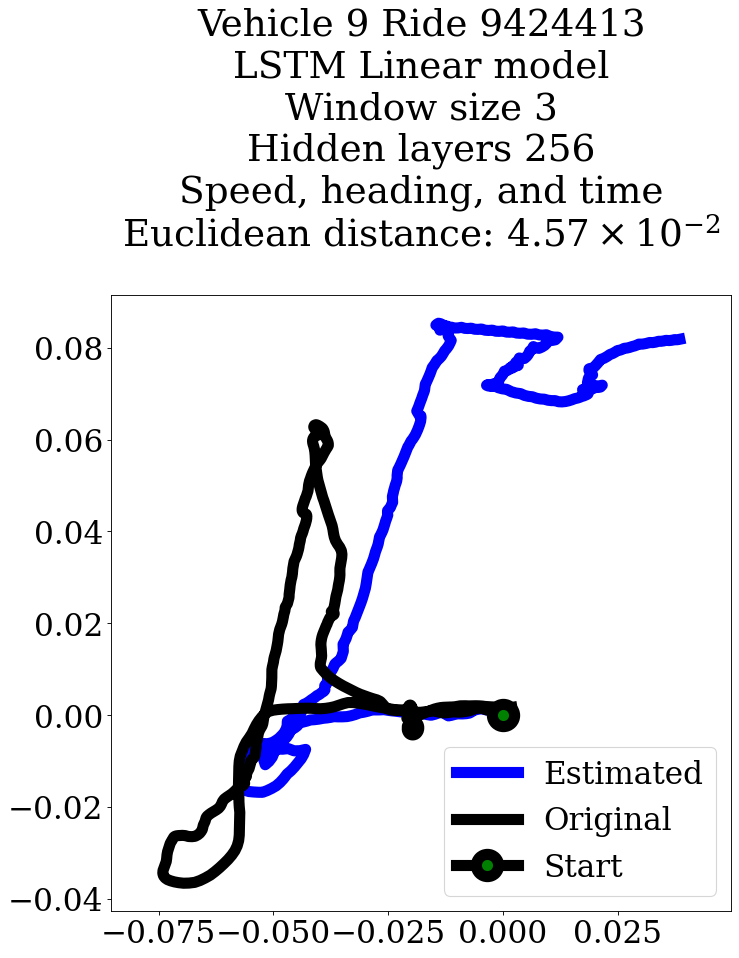 Vehicle 9 Ride 9424413
LSTM Linear model
Window size 3
Hidden layers 256
Speed, heading, and time
Euclidean distance: 4.57 × 10⁻²
0.08
0.06
0.04
0.02
0.00
−0.02
−0.04
−0.075 −0.050 −0.025 0.000 0.025
Estimated
Original
Start